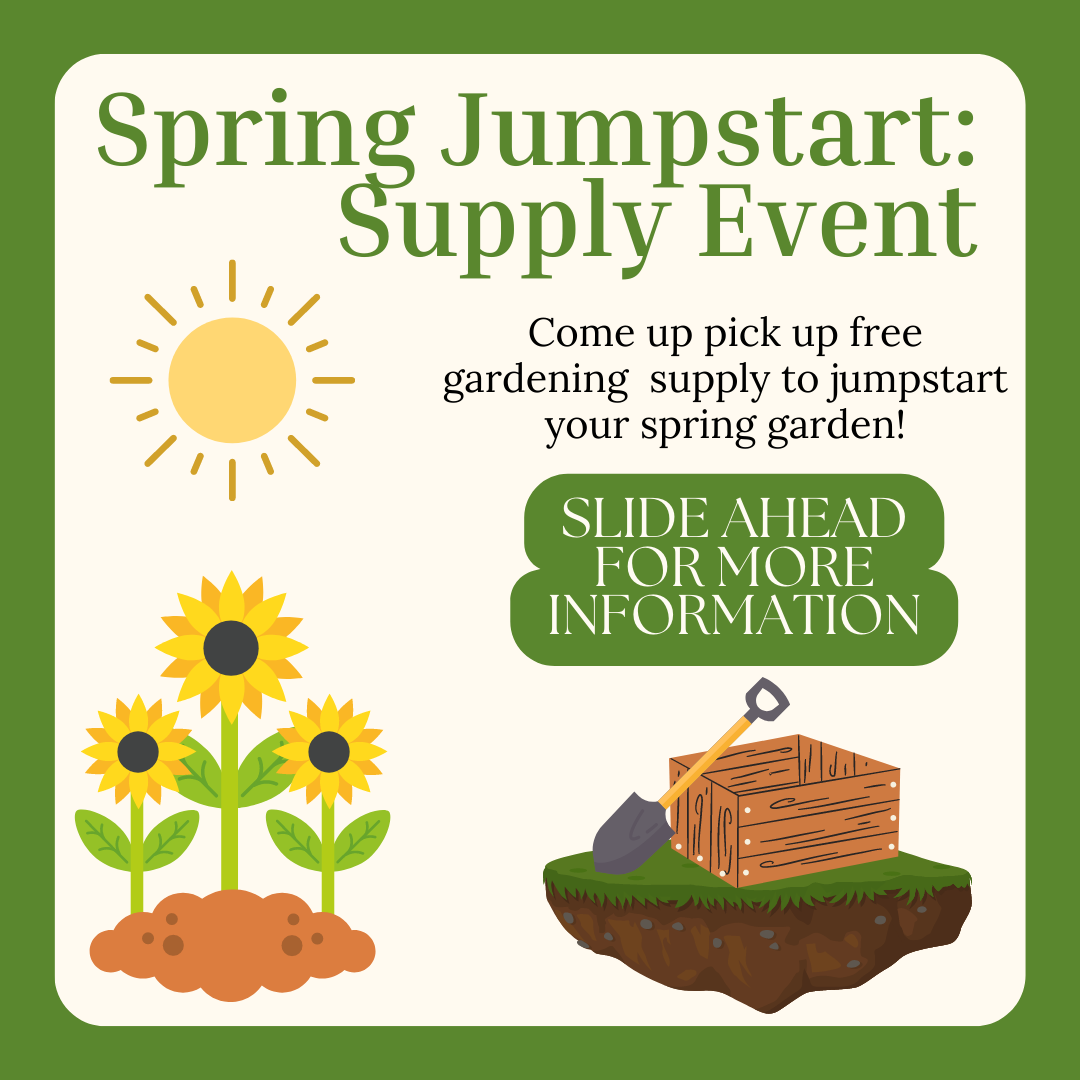 Spring Jumpstart:
Supply Event
Come up pick up free
gardening  supply to jumpstart
your spring garden!
SLIDE AHEAD
FOR MORE
INFORMATION